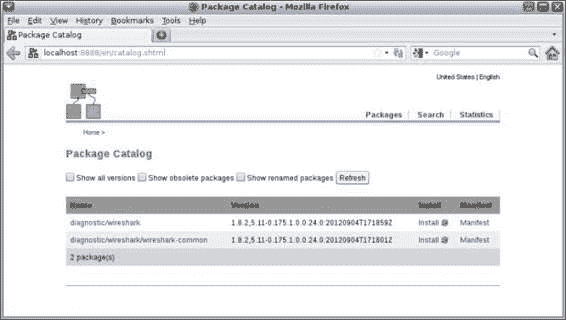 Package Catalog - Mozilla Firefox
File Edit View History Bookmarks Tools Help
Package Catalog
localhost:8888/en/catalog.shtml
Google
United States | English
Packages | Search | Statistics
Home >
Package Catalog
Show all versions Show obsolete packages Show renamed packages Refresh
Name Version Install Manifest
diagnostic/wireshark 1.8.2,5.11-0.175.1.0.0.24.0:20120904T171859Z Install Manifest
diagnostic/wireshark/wireshark-common 1.8.2,5.11-0.175.1.0.0.24.0:20120904T171801Z Install Manifest
2 package(s)